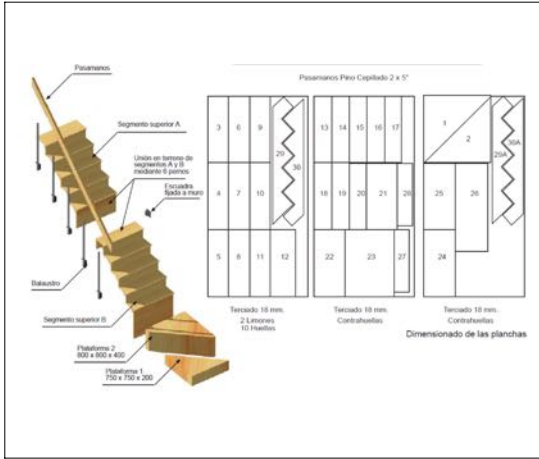 Pasamanos
Segmento superior A
Unión en terreno de
segmentos A y B
mediante 6 pernos
Escuadra
fijada a muro
Balaustro
Segmento superior B
Plataforma 2
800 x 800 x 400
Plataforma 1
750 x 750 x 200
Pasamanos Pino Cepillado 2 x 5"
3
6
9
29
30
4
7
10
5
8
11
12
Terciado 18 mm.
2 Limones
10 Huellas
13
14
15
16
17
18
19
20
21
28
22
23
27
Terciado 18 mm.
Contrahuellas
1
2
29A
30A
25
26
24
Terciado 18 mm.
Contrahuellas
Dimensionado de las planchas